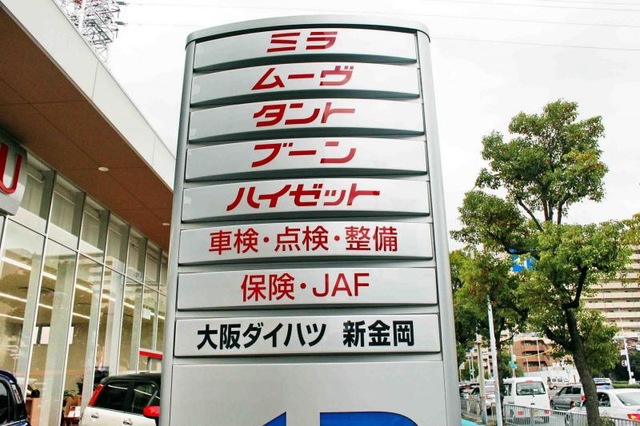 ミラ
ムーヴ
タント
ブーン
ハイゼット
車検・点検・整備
保険・JAF
大阪ダイハツ 新金岡
U